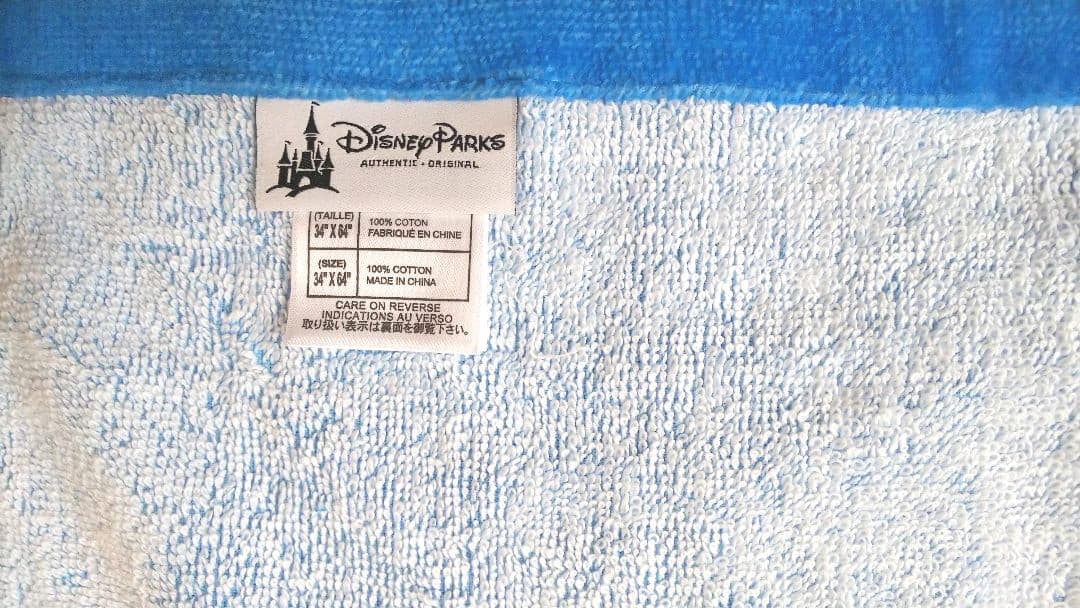 Disney Parks
AUTHENTIC • ORIGINAL
(TAILLE)
34" X 64"
100% COTON
FABRIQUÉ EN CHINE
(SIZE)
34" X 64"
100% COTTON
MADE IN CHINA
CARE ON REVERSE
INDICATIONS AU VERSO
取り扱い表示は裏面を御覧下さい。